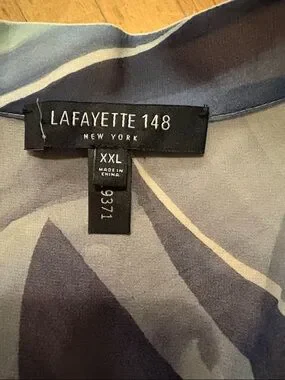 LAFAYETTE 148
NEW YORK
XXL
MADE IN
CHINA
9371